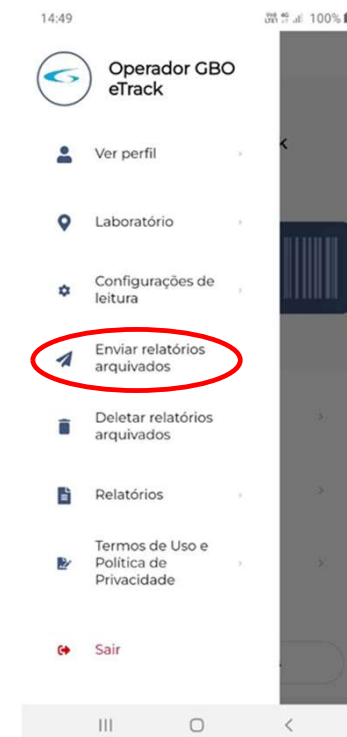 14:49
100%
Operador GBO
eTrack
Ver perfil
Laboratório
Configurações de
leitura
Enviar relatórios
arquivados
Deletar relatórios
arquivados
Relatórios
Termos de Uso e
Política de
Privacidade
Sair